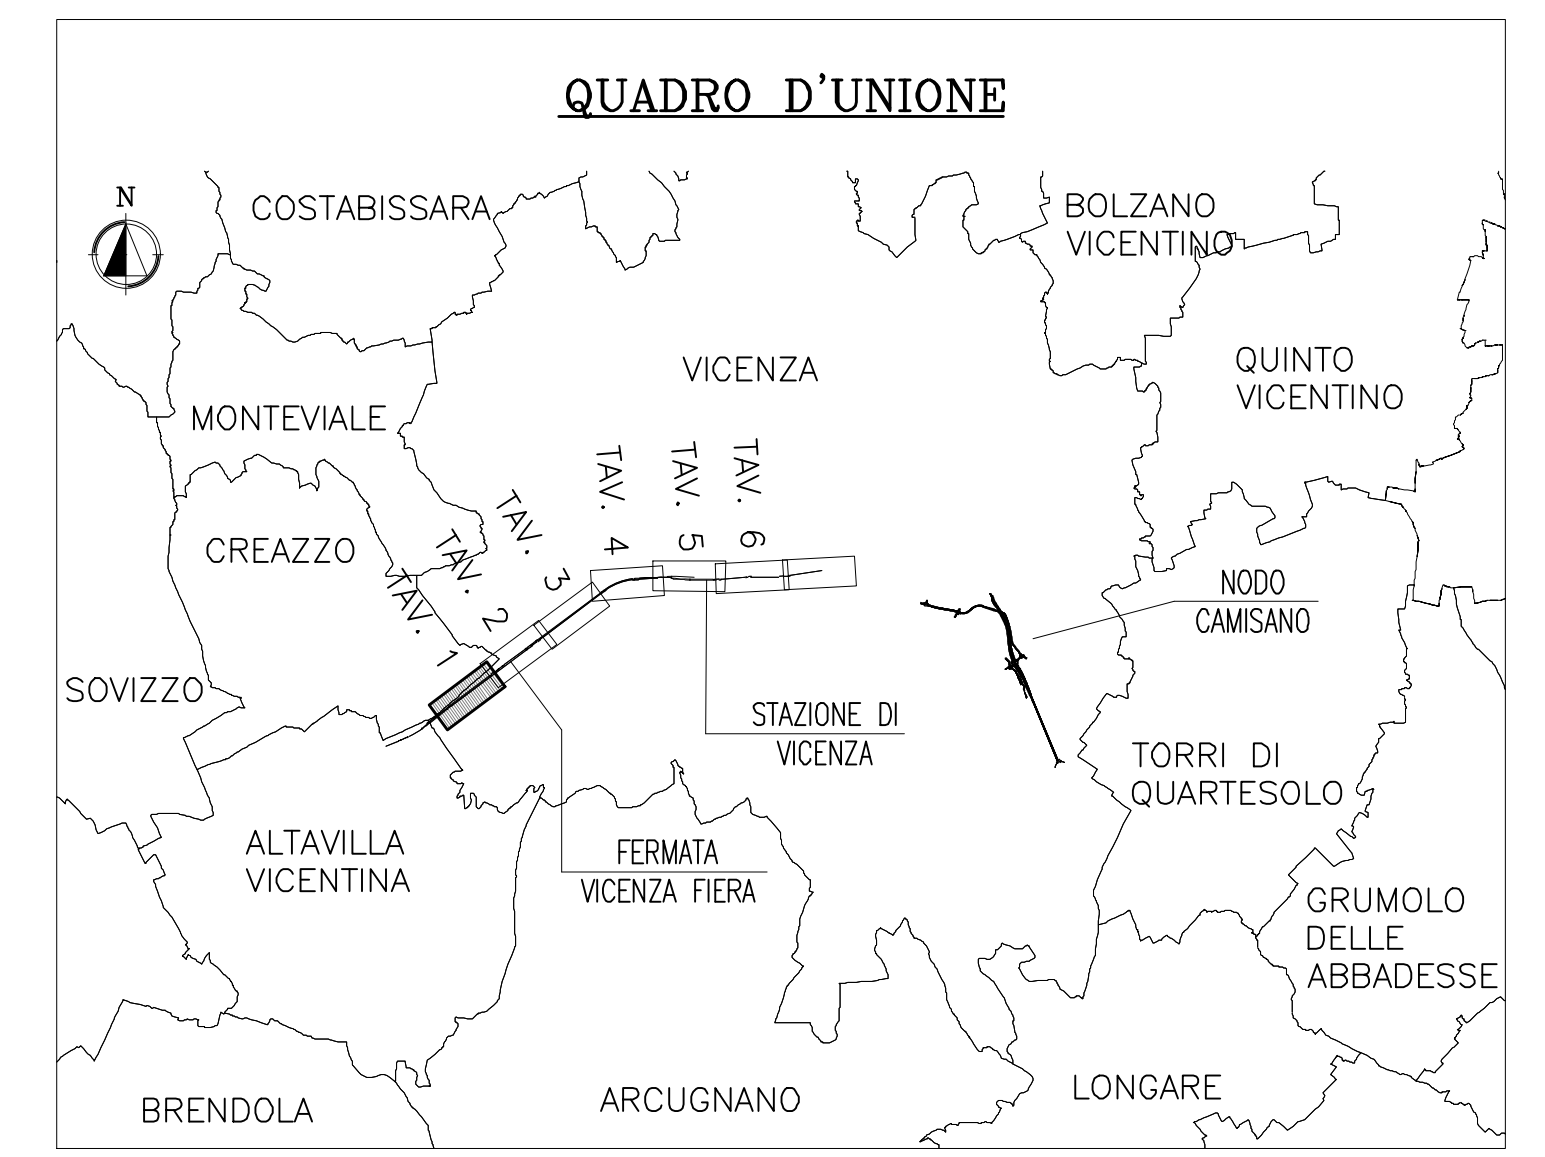 QUADRO D'UNIONE
N
COSTABISSARA
BOLZANO
VICENTINO
VICENZA
QUINTO
VICENTINO
MONTEVIALE
TAV. 1
TAV. 2
TAV. 3
TAV. 4
TAV. 5
TAV. 6
CREAZZO
NODO
CAMISANO
SOVIZZO
STAZIONE DI
VICENZA
TORRI DI
QUARTESOLO
ALTAVILLA
VICENTINA
FERMATA
VICENZA FIERA
GRUMOLO
DELLE
ABBADESSE
BRENDOLA
ARCUGNANO
LONGARE